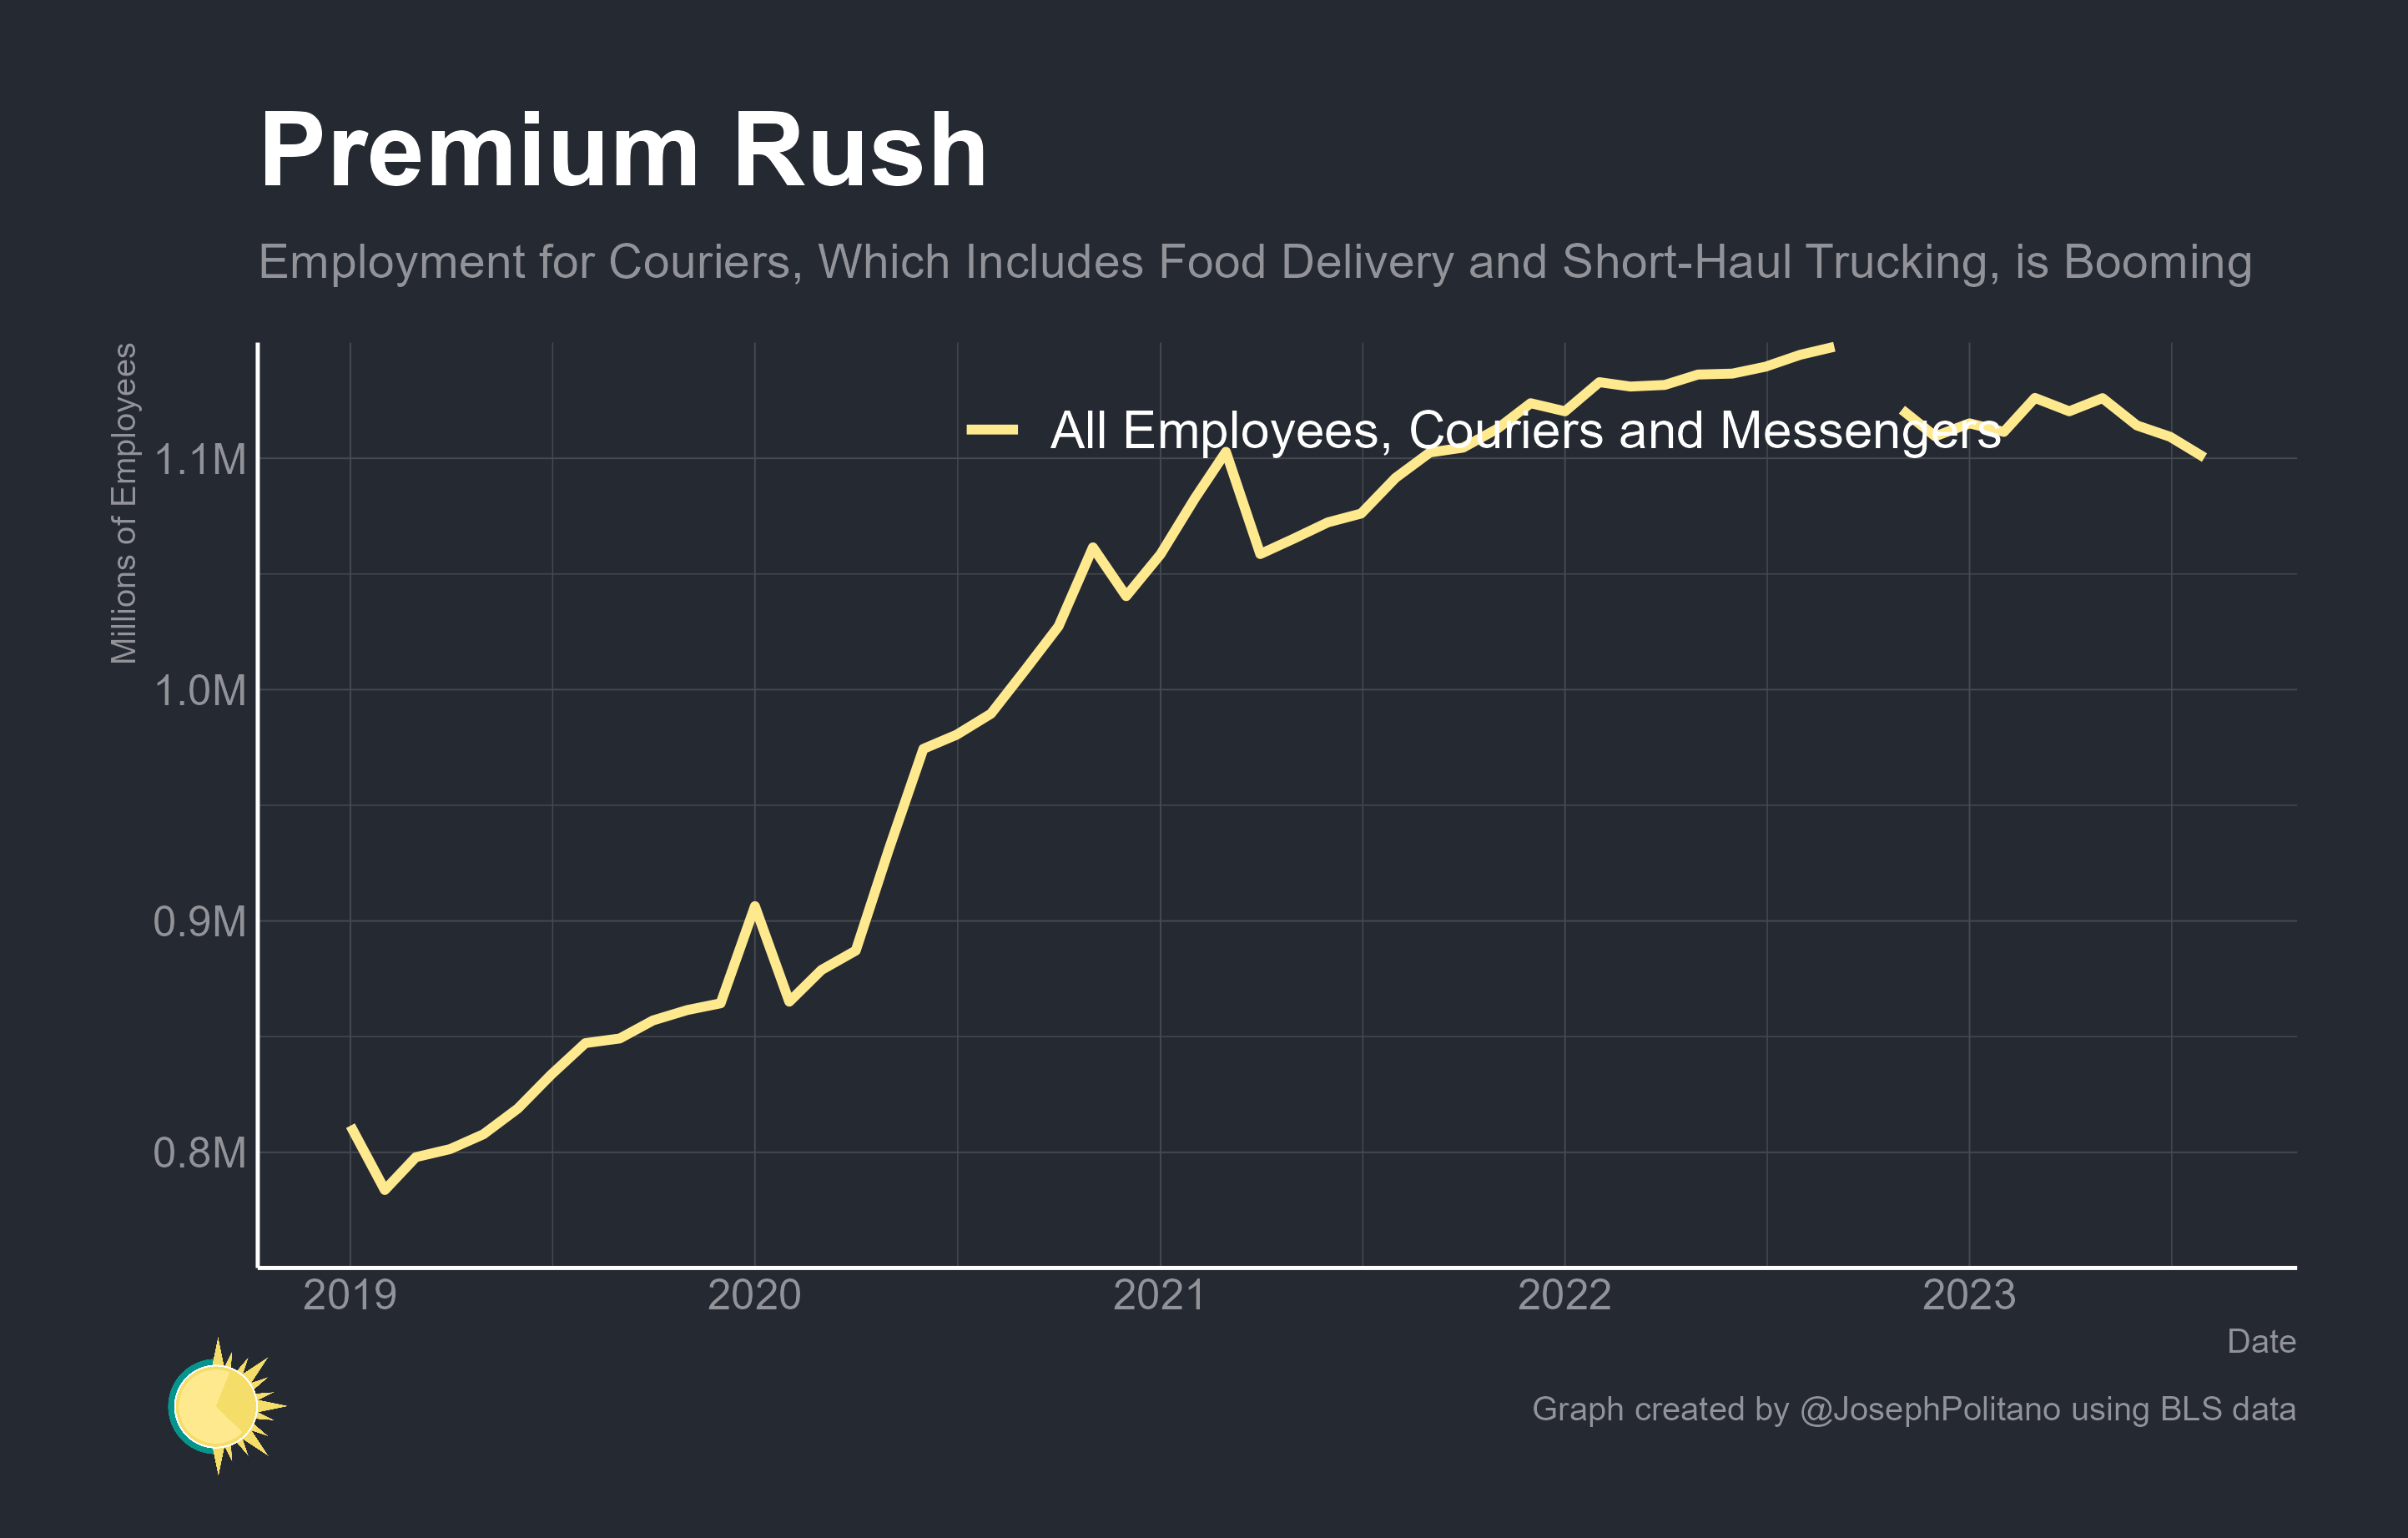 Premium Rush
Employment for Couriers, Which Includes Food Delivery and Short-Haul Trucking, is Booming
Millions of Employees
All Employees, Couriers and Messengers
1.1M
1.0M
0.9M
0.8M
2019 2020 2021 2022 2023
Date
Graph created by @JosephPolitano using BLS data